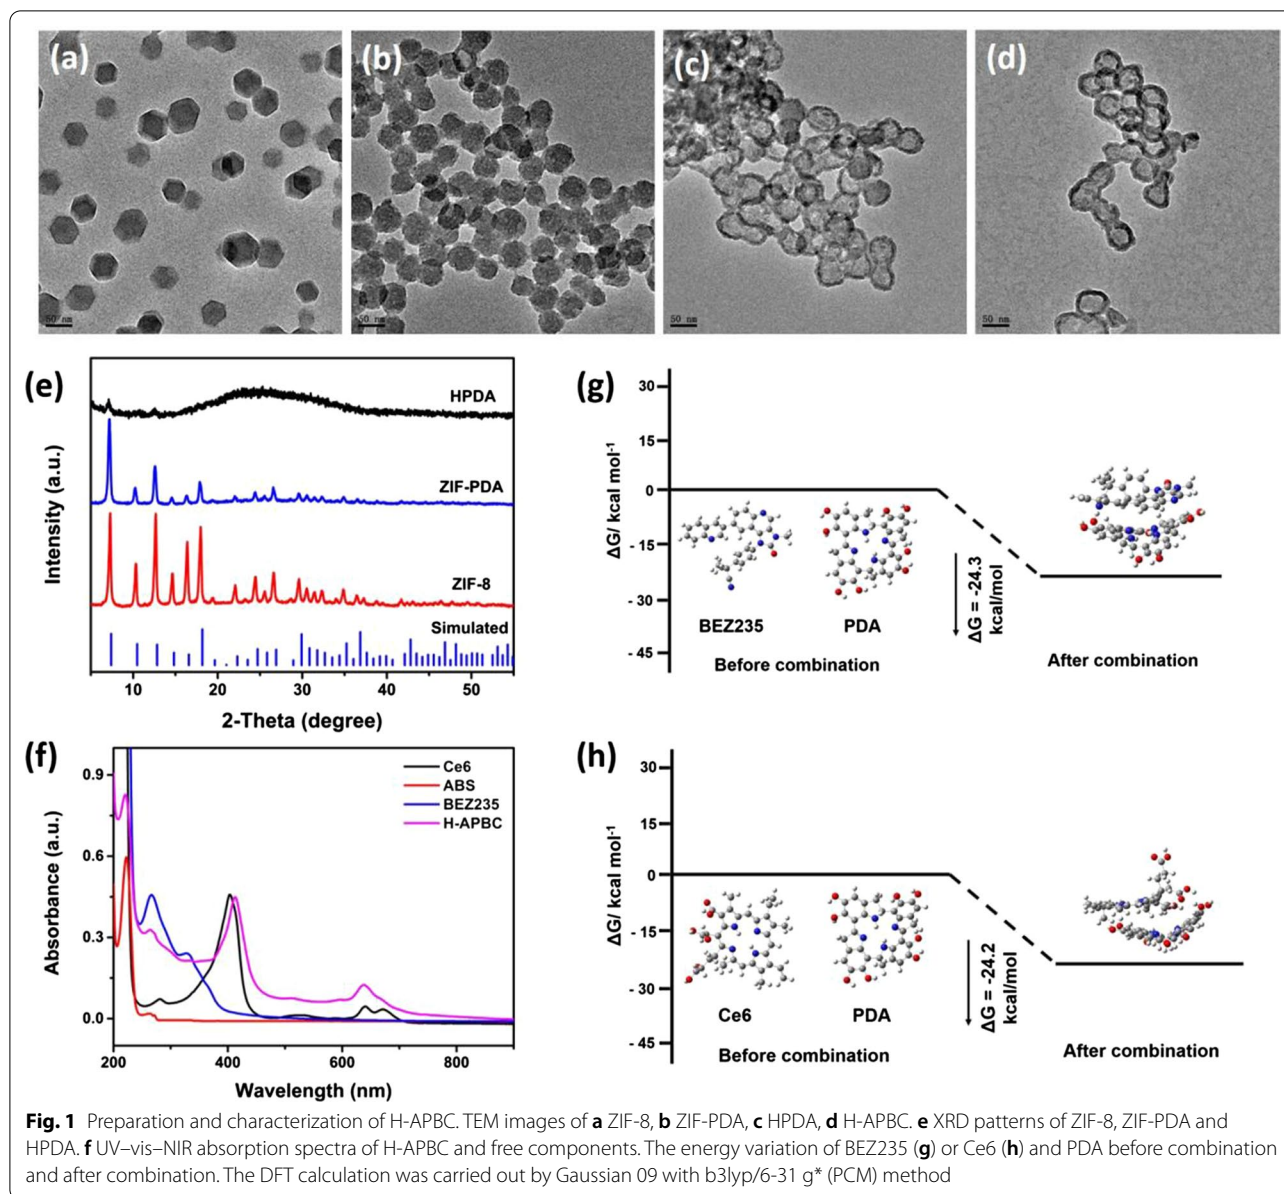 (a)
(b)
(c)
(d)
50 nm
50 nm
50 nm
50 nm
(e)
HPDA
ZIF-PDA
ZIF-8
Simulated
Intensity (a.u.)
10 20 30 40 50
2-Theta (degree)
(g)
30
15
0
-15
-30
-45
ΔG/ kcal mol-1
BEZ235
PDA
Before combination
ΔG = -24.3
kcal/mol
After combination
(f)
Ce6
ABS
BEZ235
H-APBC
0.9
0.6
0.3
0.0
Absorbance (a.u.)
200 400 600 800
Wavelength (nm)
(h)
30
15
0
-15
-30
-45
ΔG/ kcal mol-1
Ce6
PDA
Before combination
ΔG = -24.2
kcal/mol
After combination
Fig. 1 Preparation and characterization of H-APBC. TEM images of a ZIF-8, b ZIF-PDA, c HPDA, d H-APBC. e XRD patterns of ZIF-8, ZIF-PDA and
HPDA. f UV–vis–NIR absorption spectra of H-APBC and free components. The energy variation of BEZ235 (g) or Ce6 (h) and PDA before combination
and after combination. The DFT calculation was carried out by Gaussian 09 with b3lyp/6-31 g* (PCM) method